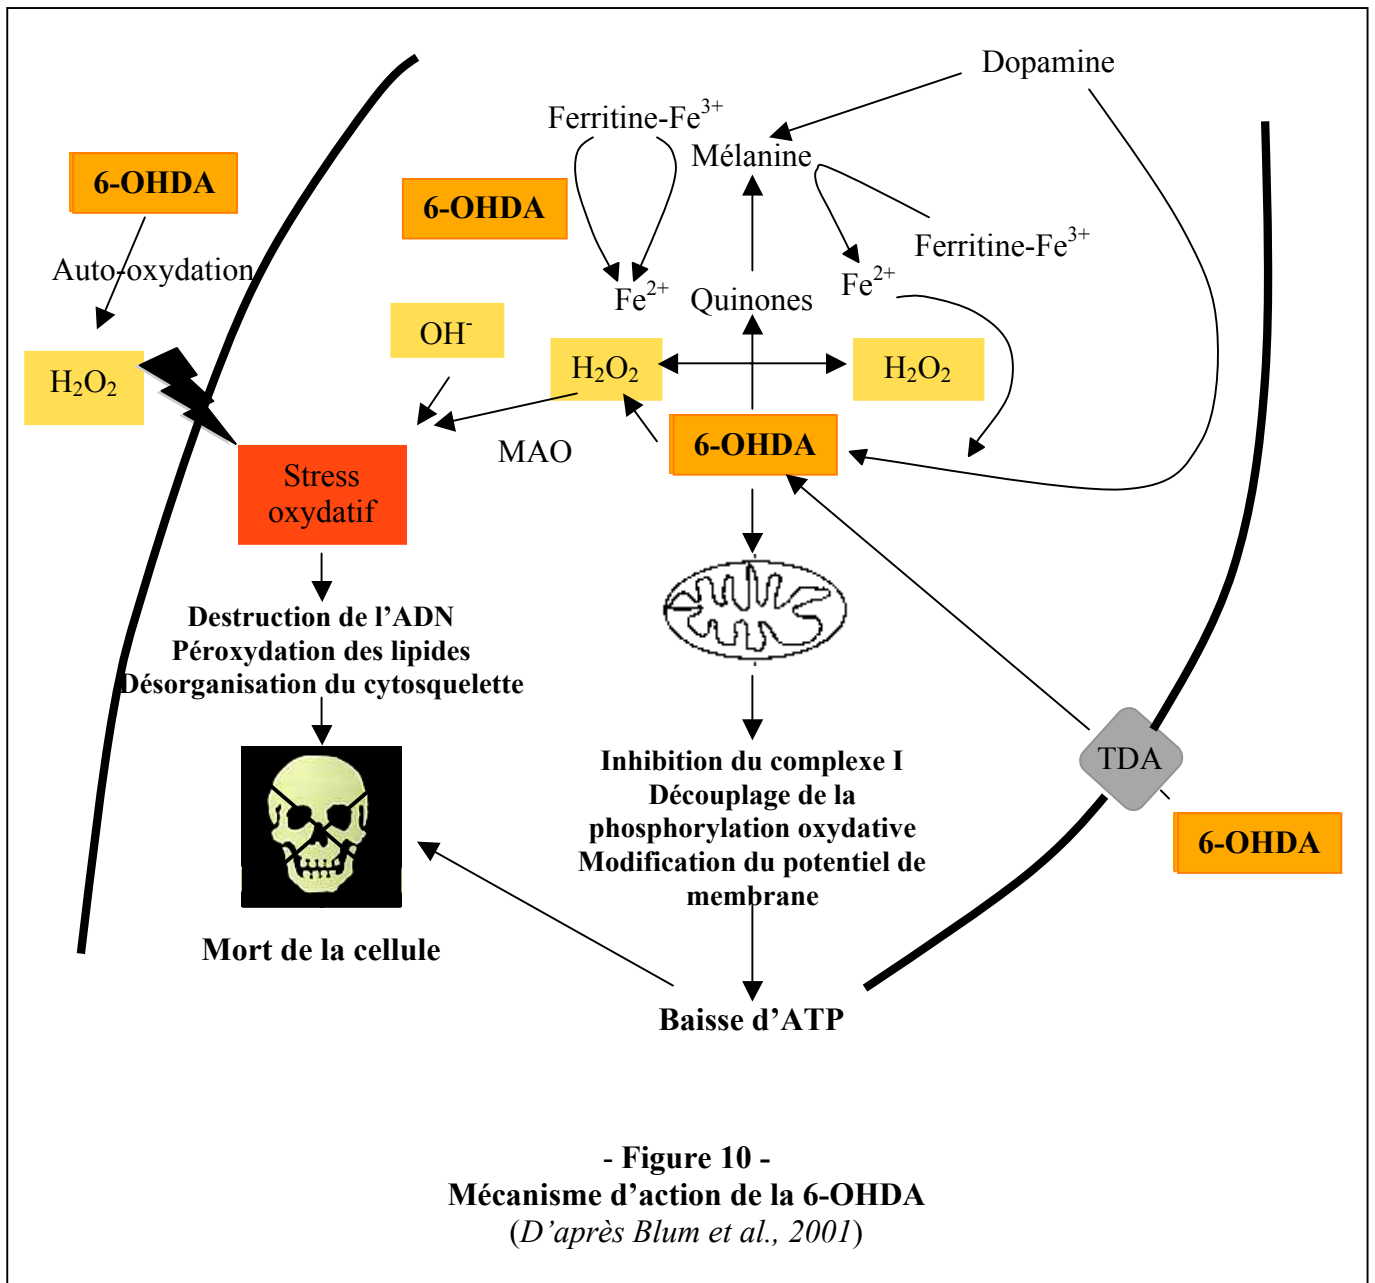 Dopamine
Ferritine-Fe³⁺
Mélanine
6-OHDA
6-OHDA
Ferritine-Fe³⁺
Auto-oxydation
Fe²⁺
Quinones
Fe²⁺
OH⁻
H₂O₂
H₂O₂
H₂O₂
6-OHDA
MAO
Stress
oxydatif
Destruction de l’ADN
Péroxydation des lipides
Désorganisation du cytosquelette
TDA
Inhibition du complexe I
Découplage de la
phosphorylation oxydative
Modification du potentiel de
membrane
6-OHDA
Mort de la cellule
Baisse d’ATP
- Figure 10 -
Mécanisme d’action de la 6-OHDA
(D’après Blum et al., 2001)